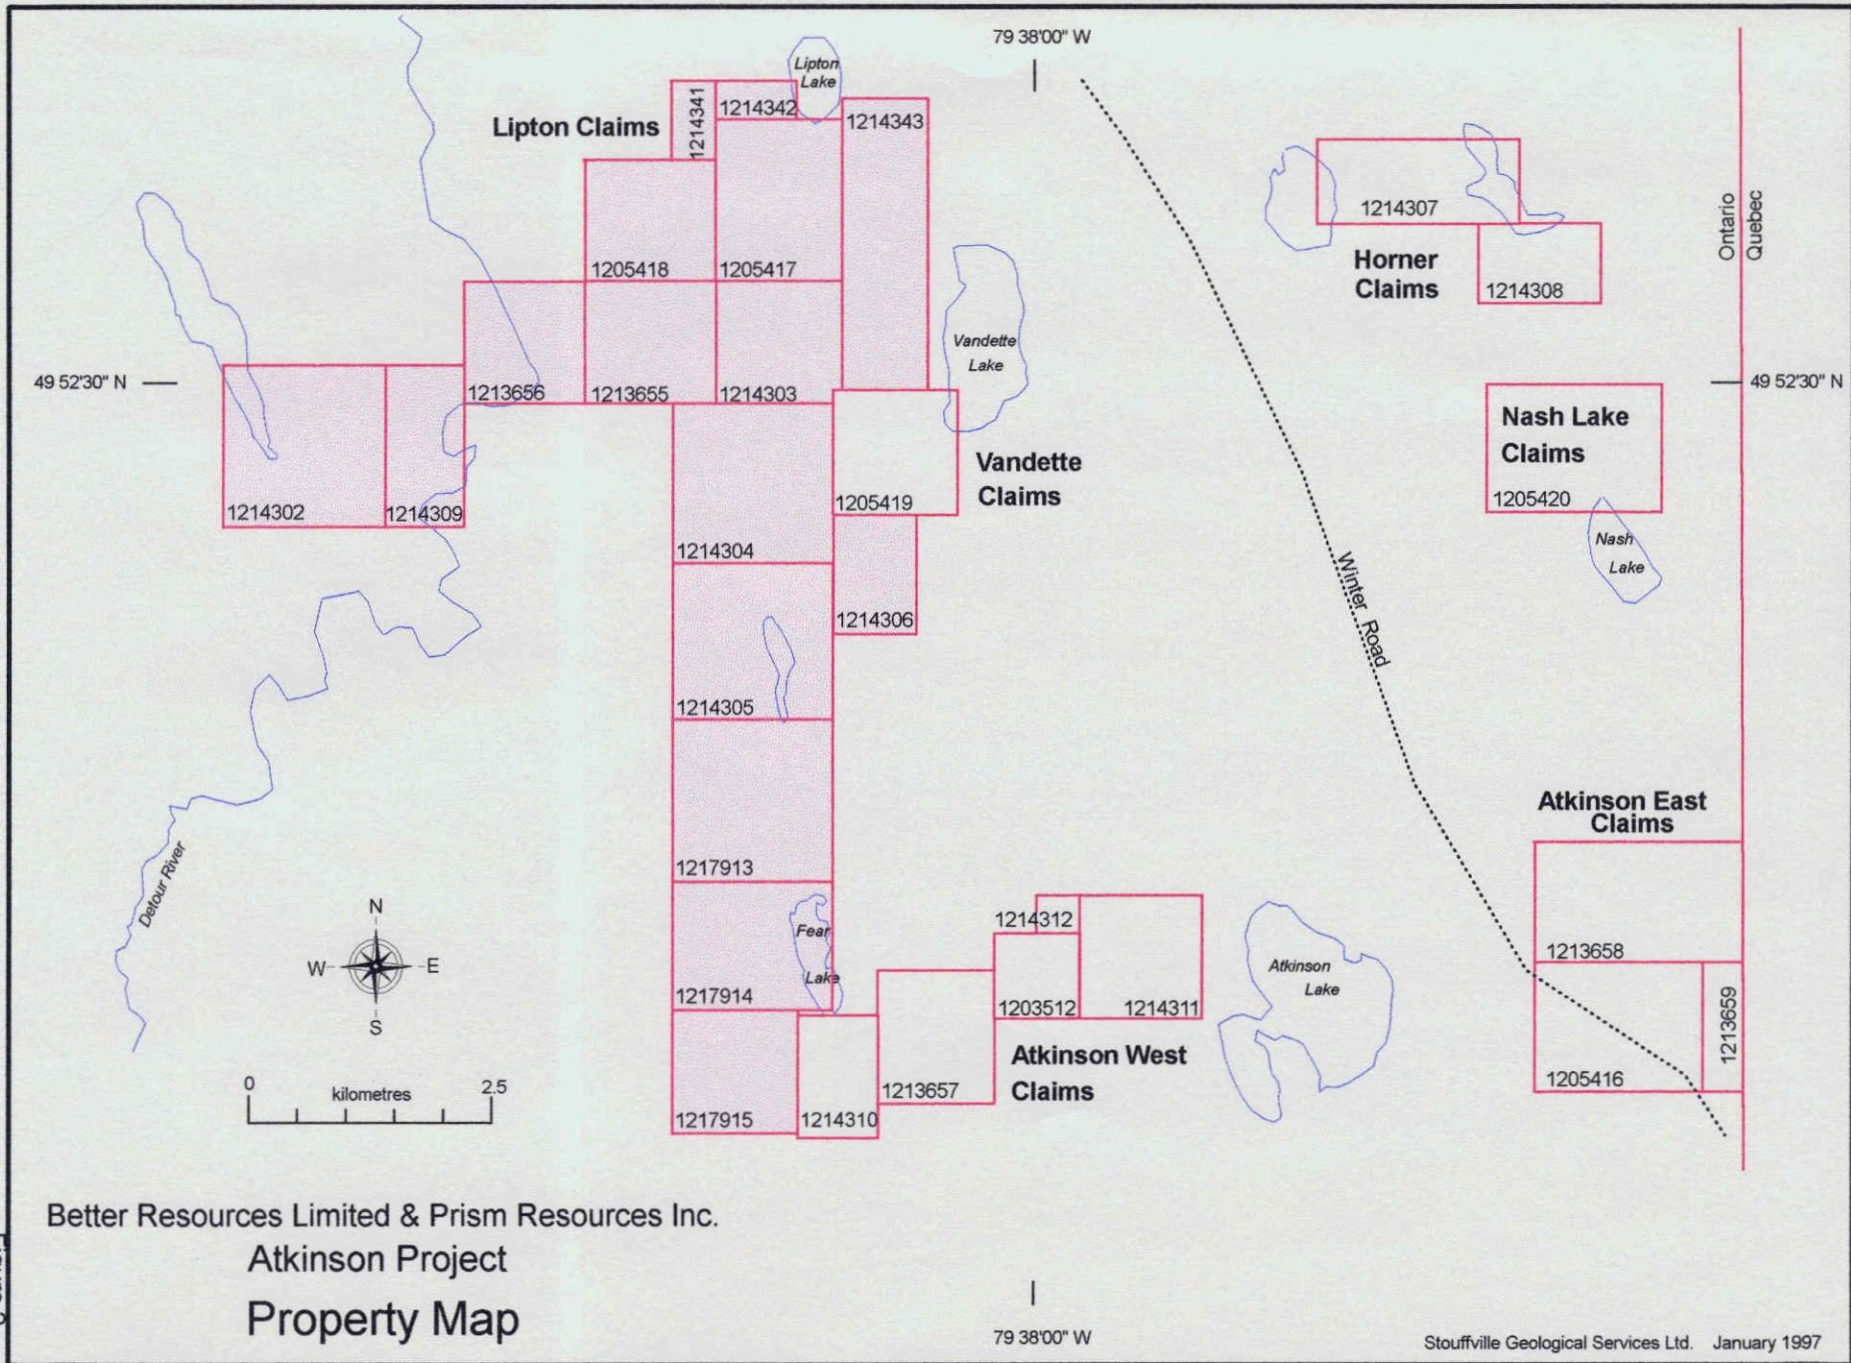 79 38'00" W
Lipton
Lake
Lipton Claims
1214341
1214342
1214343
1214307
Ontario
Quebec
Horner
Claims
1214308
1205418
1205417
Vandette
Lake
49 52'30" N
49 52'30" N
1213656
1213655
1214303
Nash Lake
Claims
1205420
Vandette
Claims
1205419
1214302
1214309
Nash
Lake
1214304
1214306
Winter Road
1214305
Atkinson East
Claims
1217913
Detour River
N
W
E
S
Fear
Lake
1214312
Atkinson
Lake
1213658
1217914
1203512
1214311
1213659
Atkinson West
Claims
1213657
1205416
0
kilometres
2.5
1217915
1214310
Better Resources Limited & Prism Resources Inc.
Atkinson Project
Property Map
79 38'00" W
Stouffville Geological Services Ltd. January 1997